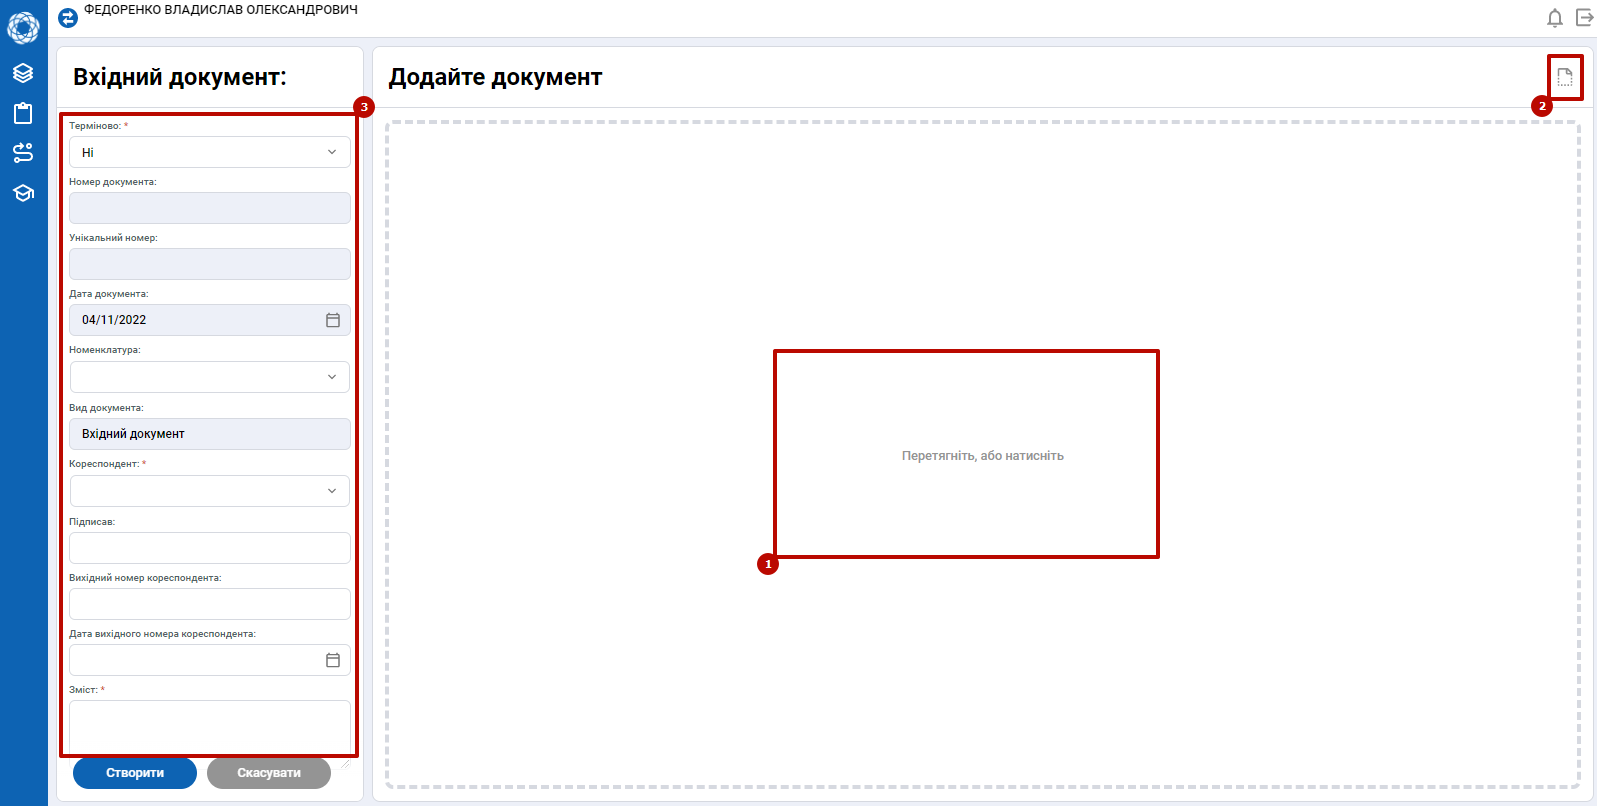 ФЕДОРЕНКО ВЛАДИСЛАВ ОЛЕКСАНДРОВИЧ
Вхідний документ:
3
Терміново: *
Ні
Номер документа:
Унікальний номер:
Дата документа:
04/11/2022
Номенклатура:
Вид документа:
Вхідний документ
Кореспондент: *
Підписав:
Вихідний номер кореспондента:
Дата вихідного номера кореспондента:
Зміст: *
Створити
Скасувати
Додайте документ
2
Перетягніть, або натисніть
1